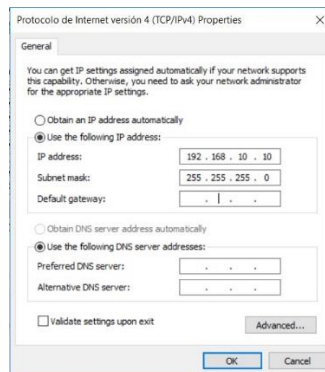 Protocolo de Internet versión 4 (TCP/IPv4) Properties
General
You can get IP settings assigned automatically if your network supports
this capability. Otherwise, you need to ask your network administrator
for the appropriate IP settings.
Obtain an IP address automatically
Use the following IP address:
IP address: 192 . 168 . 10 . 10
Subnet mask: 255 . 255 . 255 . 0
Default gateway: . . .
Obtain DNS server address automatically
Use the following DNS server addresses:
Preferred DNS server: . . .
Alternative DNS server: . . .
Validate settings upon exit
Advanced...
OK Cancel